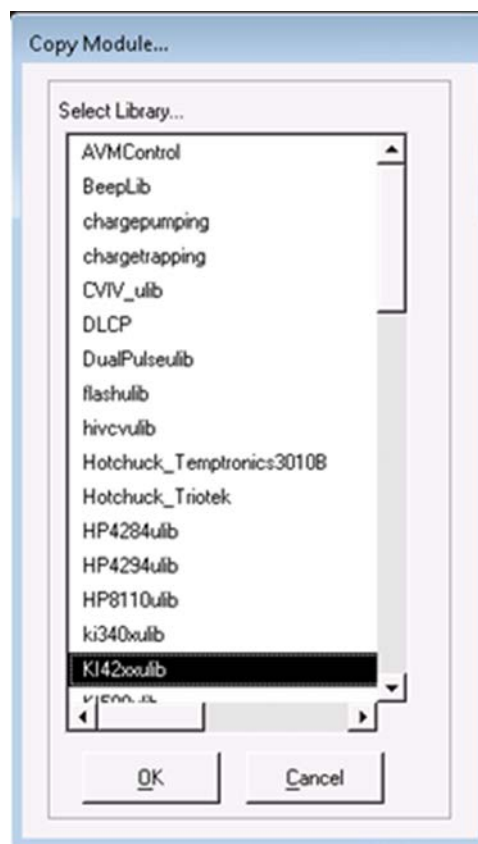 Copy Module...
Select Library...
AVMControl
BeepLib
chargepumping
chargetrapping
CVIV_ulib
DLCP
DualPulseulib
flashulib
hivcvulib
Hotchuck_Temptronics3010B
Hotchuck_Triotek
HP4284ulib
HP4294ulib
HP8110ulib
ki340xulib
KI42xxulib
OK
Cancel